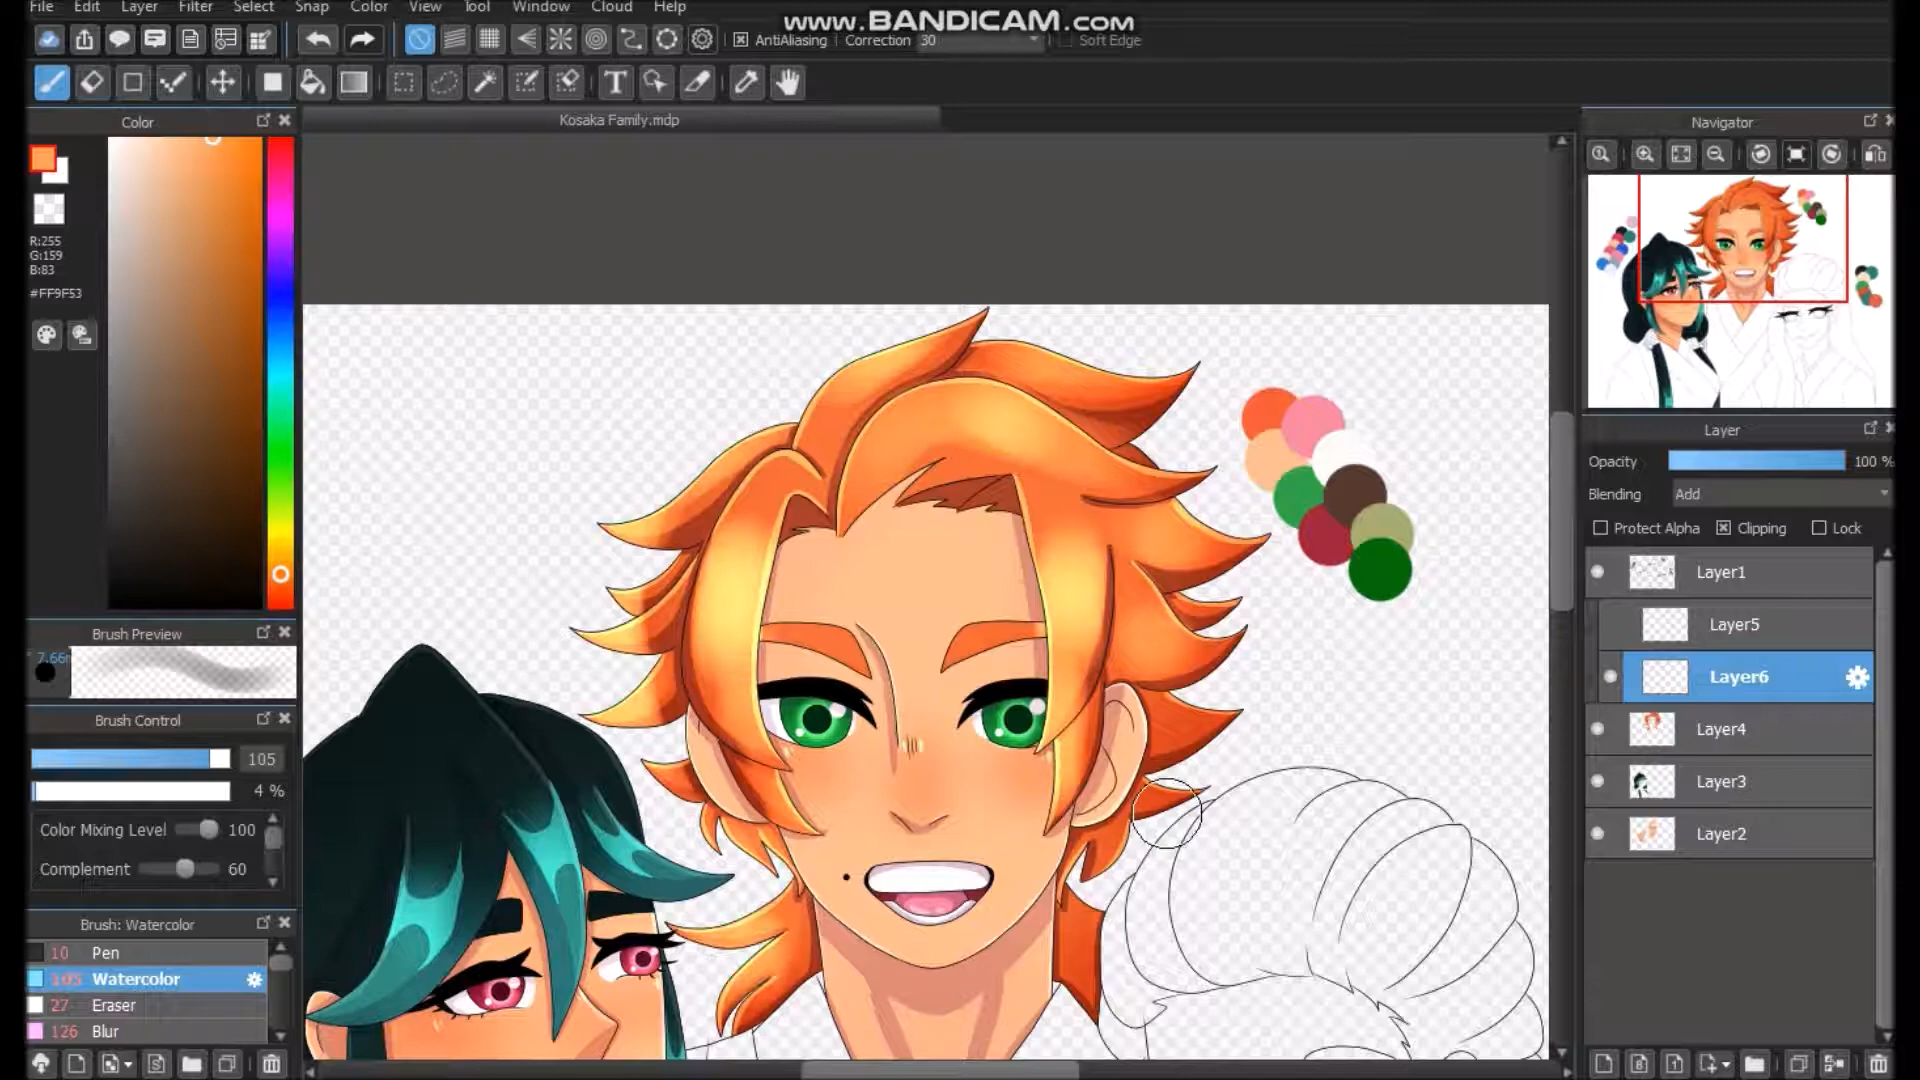 File Edit Layer Filter Select Snap Color View Tool Window Cloud Help
www.BANDICAM.com
AntiAliasing Correction 30 Soft Edge
Color
Kosaka Family.mdp
Navigator
R:255
G:159
B:83
#FF9F53
Layer
Opacity 100 %
Blending Add
Protect Alpha Clipping Lock
Layer1
Layer5
Layer6
Layer4
Layer3
Layer2
Brush Preview
Brush Control
105
4 %
Color Mixing Level 100
Complement 60
Brush: Watercolor
10 Pen
105 Watercolor
27 Eraser
126 Blur